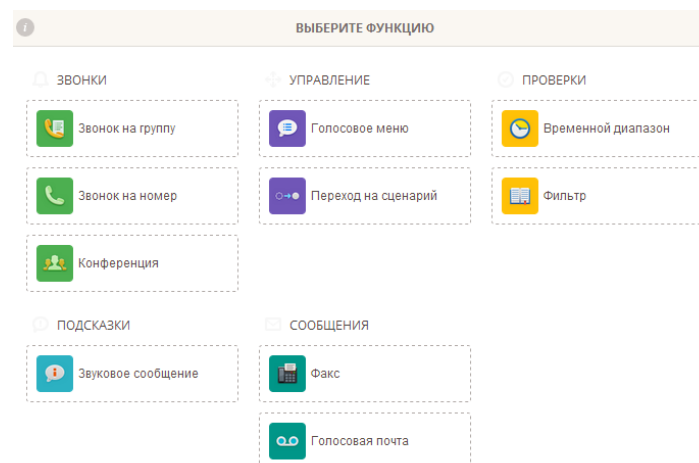 ВЫБЕРИТЕ ФУНКЦИЮ
ЗВОНКИ
Звонок на группу
Звонок на номер
Конференция
УПРАВЛЕНИЕ
Голосовое меню
Переход на сценарий
ПРОВЕРКИ
Временной диапазон
Фильтр
ПОДСКАЗКИ
Звуковое сообщение
СООБЩЕНИЯ
Факс
Голосовая почта